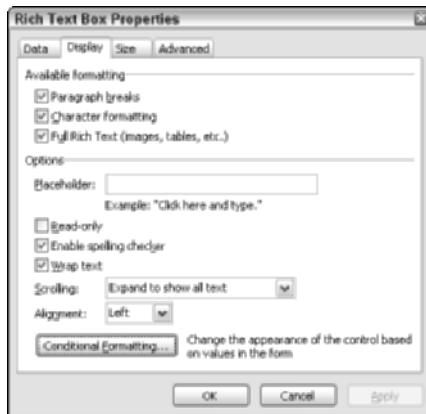 Rich Text Box Properties
Data Display Size Advanced
Available formatting
Paragraph breaks
Character formatting
Full Rich Text (images, tables, etc.)
Options
Placeholder:
Example: "Click here and type."
Read-only
Enable spelling checker
Wrap text
Scrolling: Expand to show all text
Alignment: Left
Conditional Formatting... Change the appearance of the control based
on values in the form
OK Cancel Apply